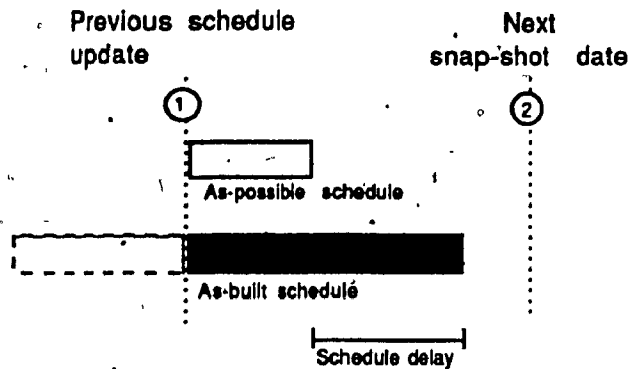 Previous schedule
update
Next
snap-shot date
1
2
As-possible schedule
As-built schedule
Schedule delay